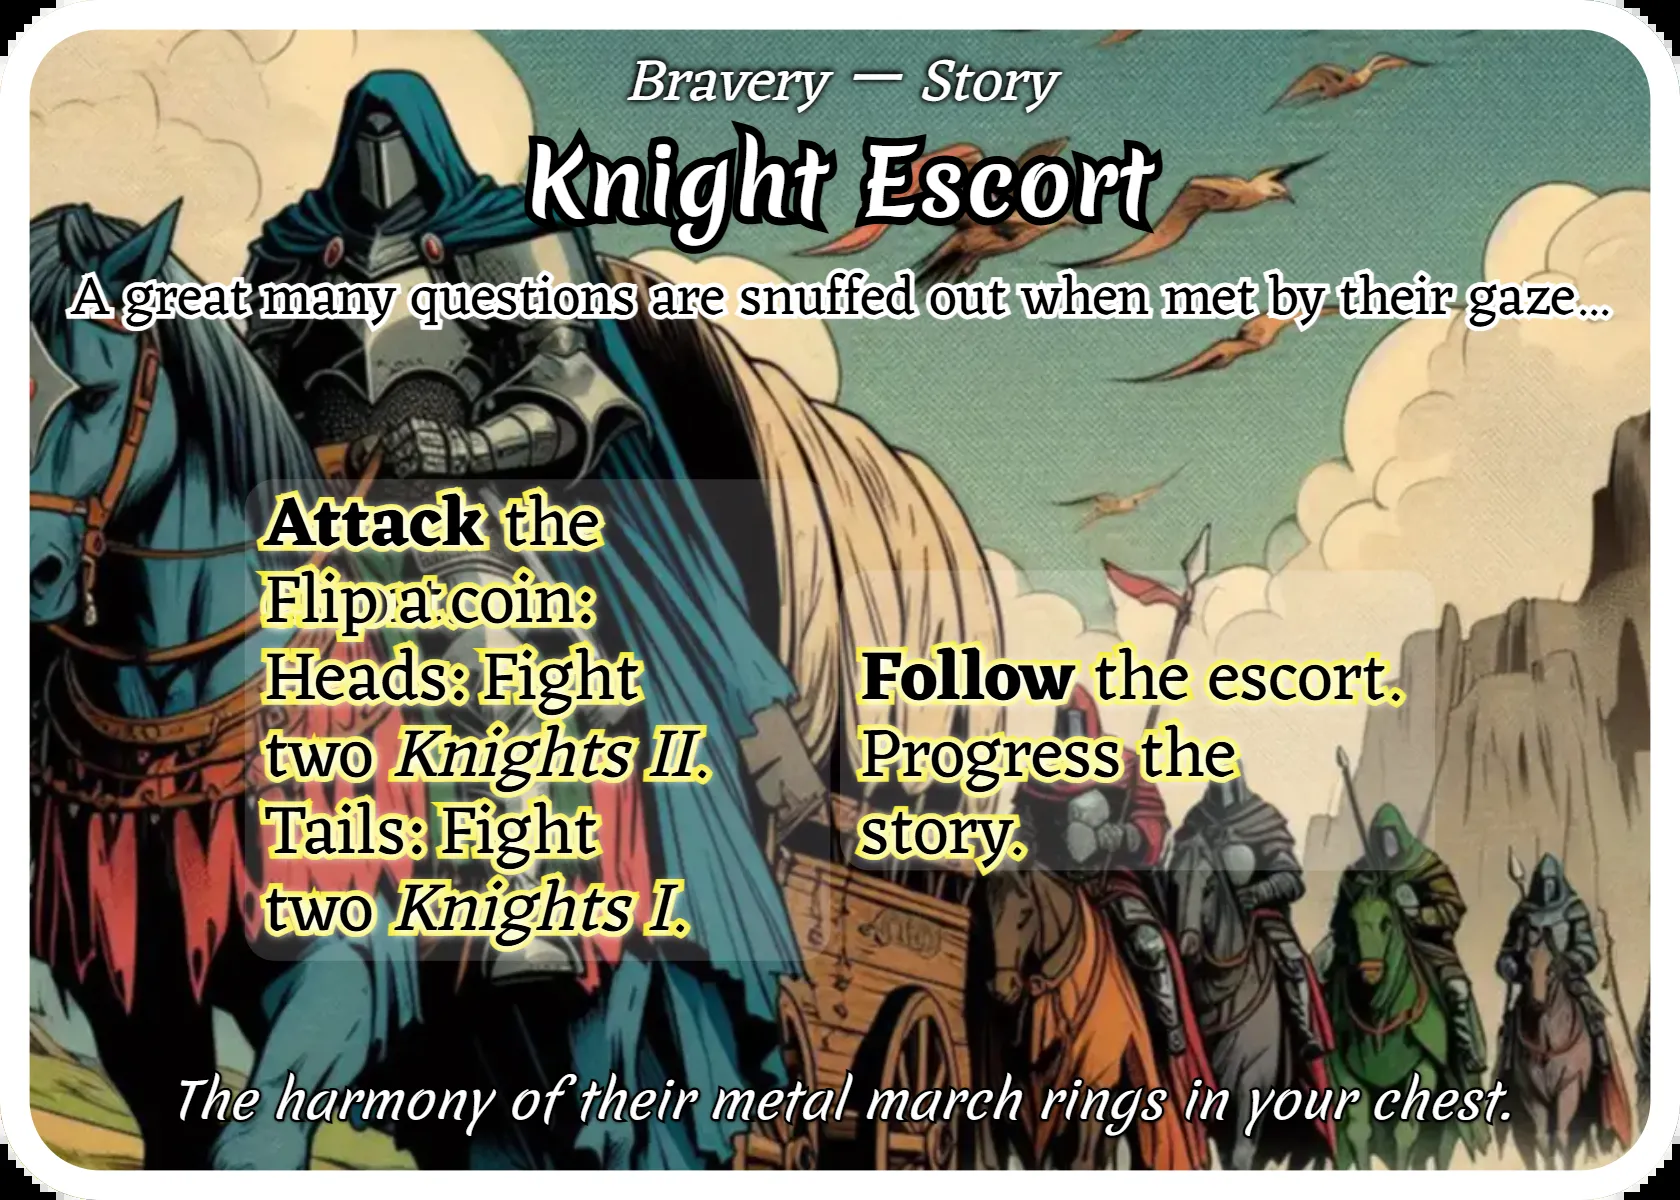 Bravery — Story
Knight Escort
A great many questions are snuffed out when met by their gaze...
Attack the
Flip a coin:
Heads: Fight
two Knights II.
Tails: Fight
two Knights I.
Follow the escort.
Progress the
story.
The harmony of their metal march rings in your chest.